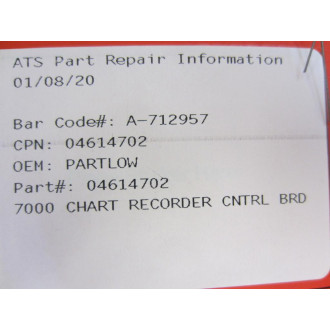 ATS Part Repair Information
01/08/20
Bar Code#: A-712957
CPN: 04614702
OEM: PARTLOW
Part#: 04614702
7000 CHART RECORDER CNTRL BRD